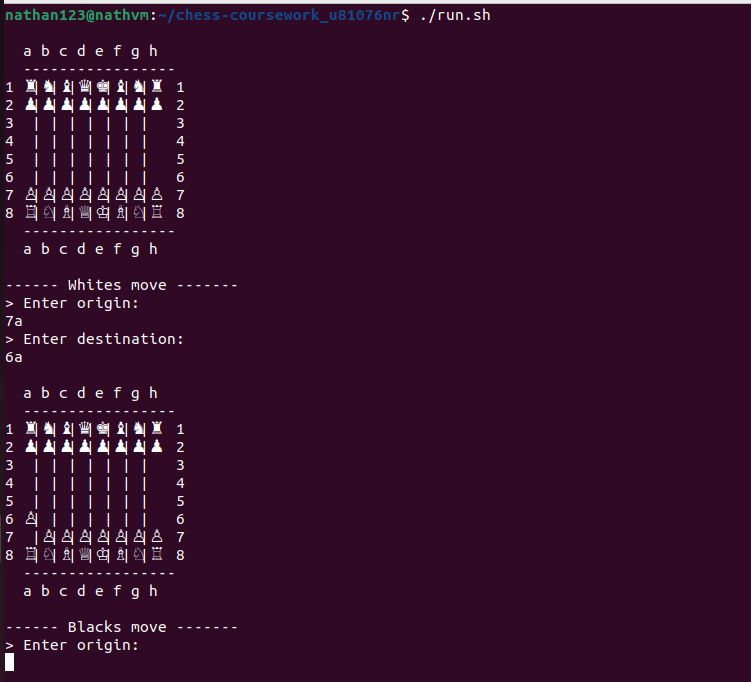 nathan123@nathvm:~/chess-coursework_u81076nr$ ./run.sh
a b c d e f g h
-----------------
1 ♜|♞|♝|♛|♚|♝|♞|♜ 1
2 ♟|♟|♟|♟|♟|♟|♟|♟ 2
3  | | | | | | |  3
4  | | | | | | |  4
5  | | | | | | |  5
6  | | | | | | |  6
7 ♙|♙|♙|♙|♙|♙|♙|♙ 7
8 ♖|♘|♗|♕|♔|♗|♘|♖ 8
-----------------
a b c d e f g h
------ Whites move -------
> Enter origin:
7a
> Enter destination:
6a
a b c d e f g h
-----------------
1 ♜|♞|♝|♛|♚|♝|♞|♜ 1
2 ♟|♟|♟|♟|♟|♟|♟|♟ 2
3  | | | | | | |  3
4  | | | | | | |  4
5  | | | | | | |  5
6 ♙| | | | | | |  6
7  |♙|♙|♙|♙|♙|♙|♙ 7
8 ♖|♘|♗|♕|♔|♗|♘|♖ 8
-----------------
a b c d e f g h
------ Blacks move -------
> Enter origin: